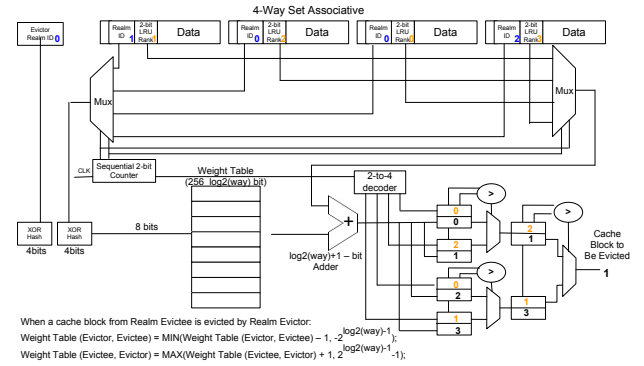 4-Way Set Associative
Evictor
Realm ID 0
Realm ID 1
2-bit LRU Rank 1
Data
Realm ID 0
2-bit LRU Rank 2
Data
Realm ID 0
2-bit LRU Rank 0
Data
Realm ID 2
2-bit LRU Rank 3
Data
Mux
Mux
CLK
Sequential 2-bit
Counter
Weight Table
(256 log2(way) bit)
2-to-4
decoder
XOR
Hash
4bits
XOR
Hash
4bits
8 bits
+
log2(way)+1 – bit
Adder
0
0
2
1
>
0
2
1
3
>
2
1
1
3
>
Cache
Block to
Be Evicted
1
When a cache block from Realm Evictee is evicted by Realm Evictor:
Weight Table (Evictor, Evictee) = MIN(Weight Table (Evictor, Evictee) – 1, -2^log2(way)-1);
Weight Table (Evictee, Evictor) = MAX(Weight Table (Evictee, Evictor) + 1, 2^log2(way)-1 -1);